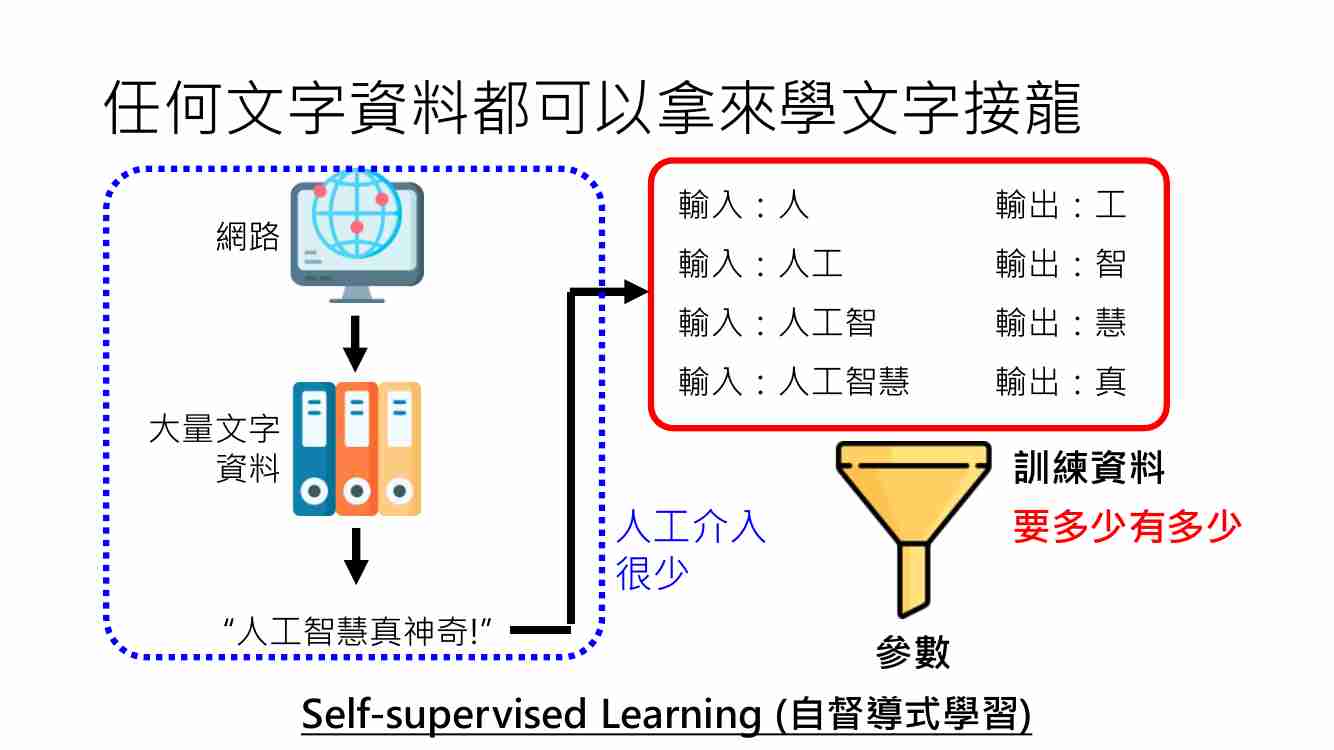 任何文字資料都可以拿來學文字接龍
網路
大量文字
資料
“人工智慧真神奇!”
人工介入
很少
輸入：人 輸出：工
輸入：人工 輸出：智
輸入：人工智 輸出：慧
輸入：人工智慧 輸出：真
訓練資料
要多少有多少
參數
Self-supervised Learning (自督導式學習)